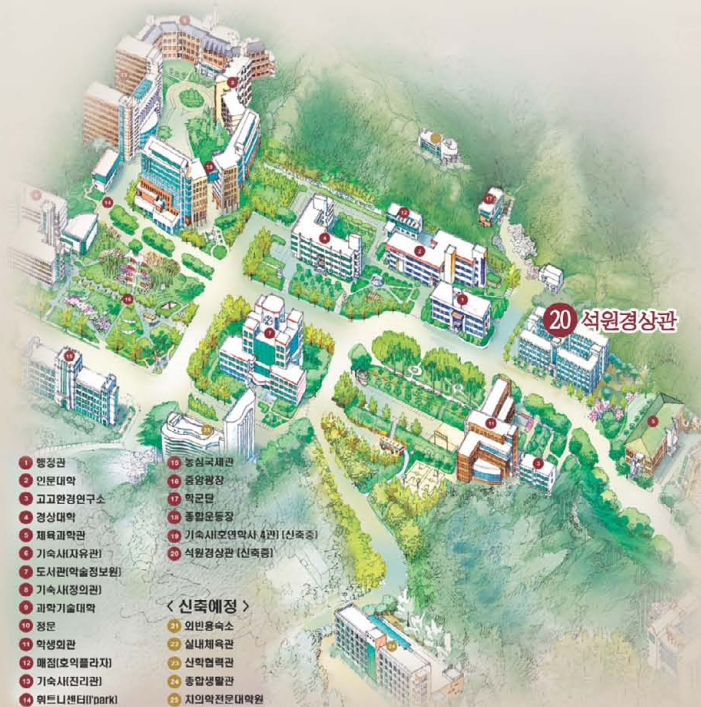 20 석원경상관
1 행정관
2 인문대학
3 고고환경연구소
4 경상대학
5 체육과학관
6 기숙사(자유관)
7 도서관(학술정보원)
8 기숙사(정의관)
9 과학기술대학
10 정문
11 학생회관
12 매점(호익플라자)
13 기숙사(진리관)
14 휘트니센터(I'park)
15 농심국제관
16 중앙광장
17 학군단
18 종합운동장
19 기숙사(호연학사 4관) (신축중)
20 석원경상관 (신축중)
< 신축예정 >
21 외빈용숙소
22 실내체육관
23 산학협력관
24 종합생활관
25 치의학전문대학원